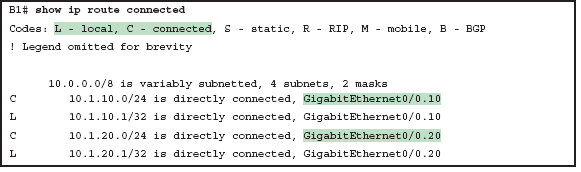 B1# show ip route connected
Codes: L - local, C - connected, S - static, R - RIP, M - mobile, B - BGP
! Legend omitted for brevity
10.0.0.0/8 is variably subnetted, 4 subnets, 2 masks
C 10.1.10.0/24 is directly connected, GigabitEthernet0/0.10
L 10.1.10.1/32 is directly connected, GigabitEthernet0/0.10
C 10.1.20.0/24 is directly connected, GigabitEthernet0/0.20
L 10.1.20.1/32 is directly connected, GigabitEthernet0/0.20